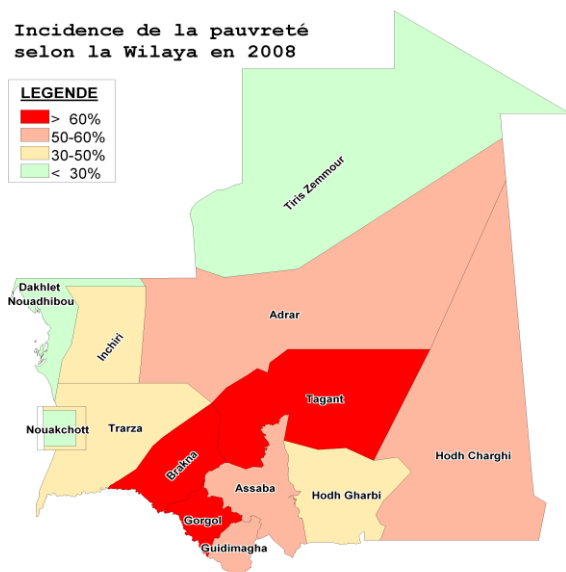 Incidence de la pauvreté
selon la Wilaya en 2008
LEGENDE
> 60%
50-60%
30-50%
< 30%
Tiris Zemmour
Dakhlet
Nouadhibou
Inchiri
Adrar
Tagant
Nouakchott
Trarza
Brakna
Hodh Charghi
Assaba
Hodh Gharbi
Gorgol
Guidimagha